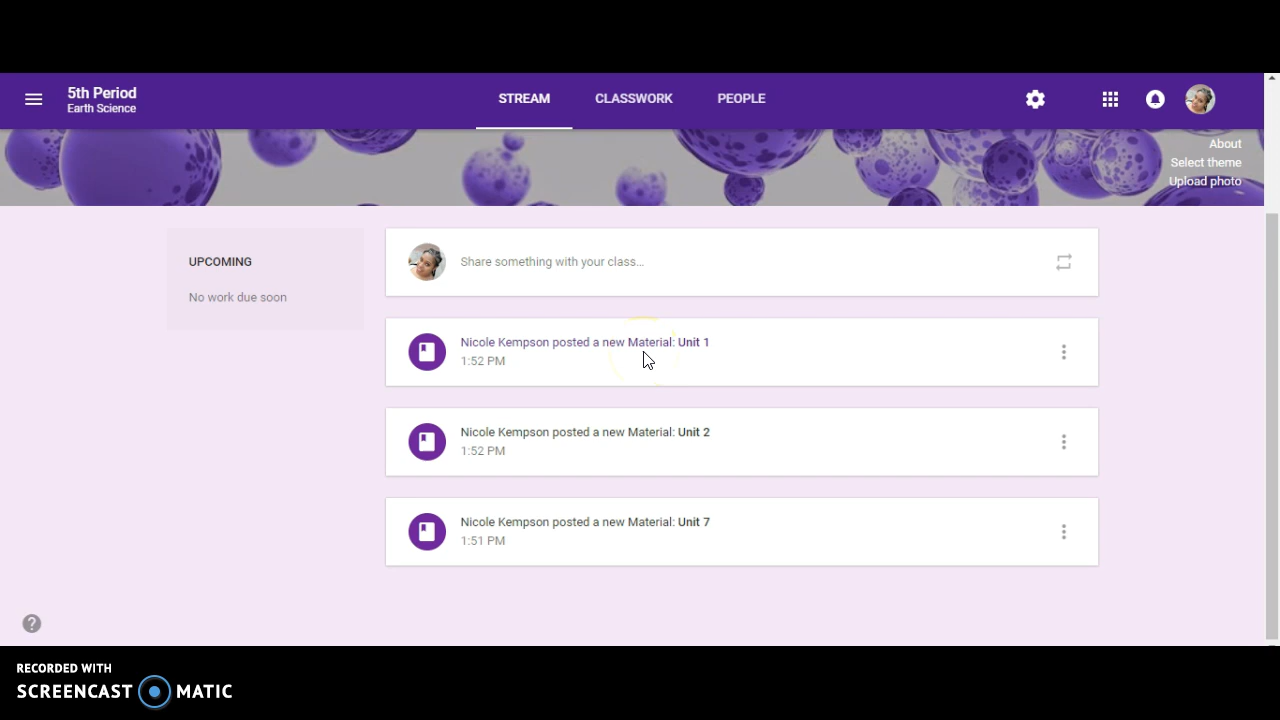 5th Period
Earth Science
STREAM
CLASSWORK
PEOPLE
About
Select theme
Upload photo
UPCOMING
No work due soon
Share something with your class...
Nicole Kempson posted a new Material: Unit 1
1:52 PM
Nicole Kempson posted a new Material: Unit 2
1:52 PM
Nicole Kempson posted a new Material: Unit 7
1:51 PM
?
RECORDED WITH
SCREENCAST MATIC